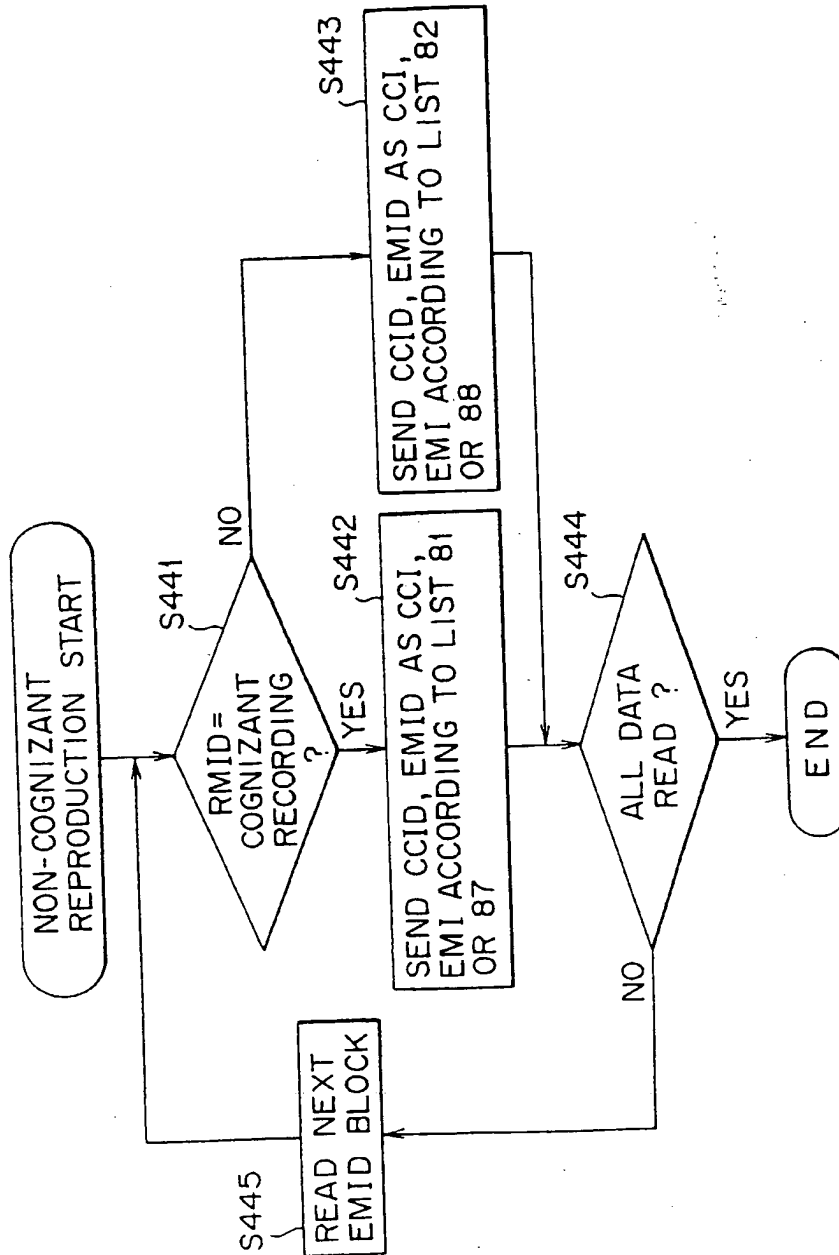 NON-COGNIZANT
REPRODUCTION START
S441
RMID=
COGNIZANT
RECORDING
?
NO
YES
S442
SEND CCID, EMID AS CCI,
EMI ACCORDING TO LIST 81
OR 87
S443
SEND CCID, EMID AS CCI,
EMI ACCORDING TO LIST 82
OR 88
S444
ALL DATA
READ ?
NO
YES
S445
READ NEXT
EMID BLOCK
END